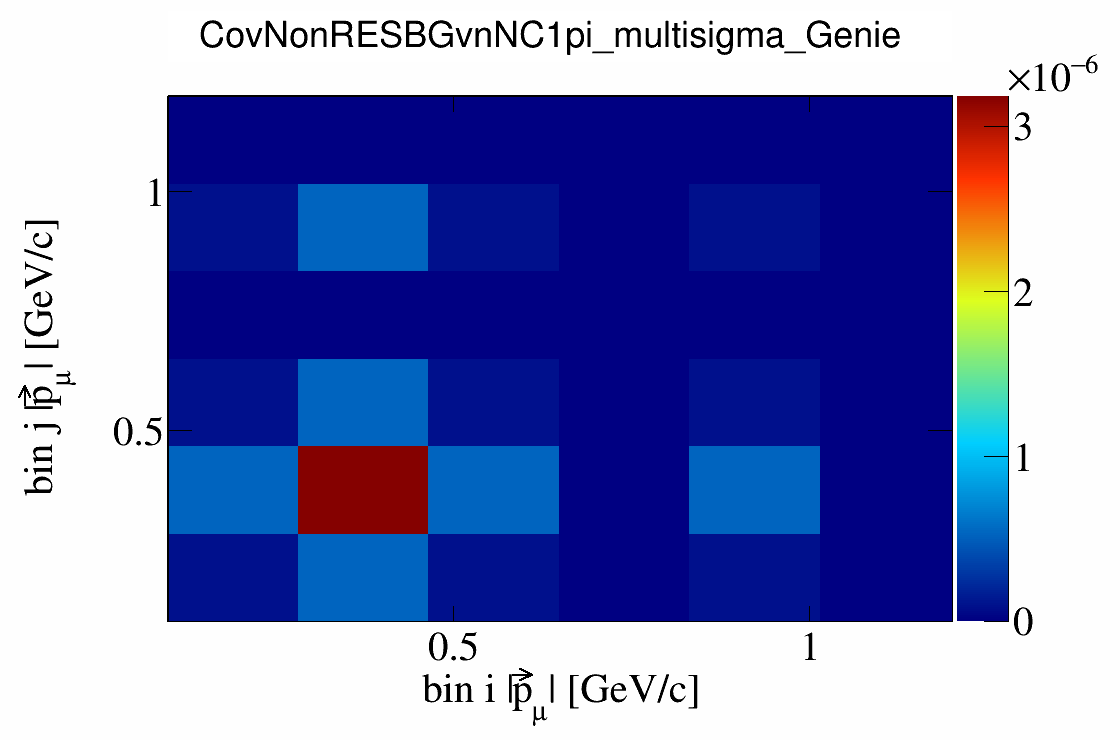 CovNonRESBGvnNC1pi_multisigma_Genie
×10⁻⁶
3
2
1
0
1
0.5
bin j |p⃗_μ| [GeV/c]
0.5 1
bin i |p⃗_μ| [GeV/c]